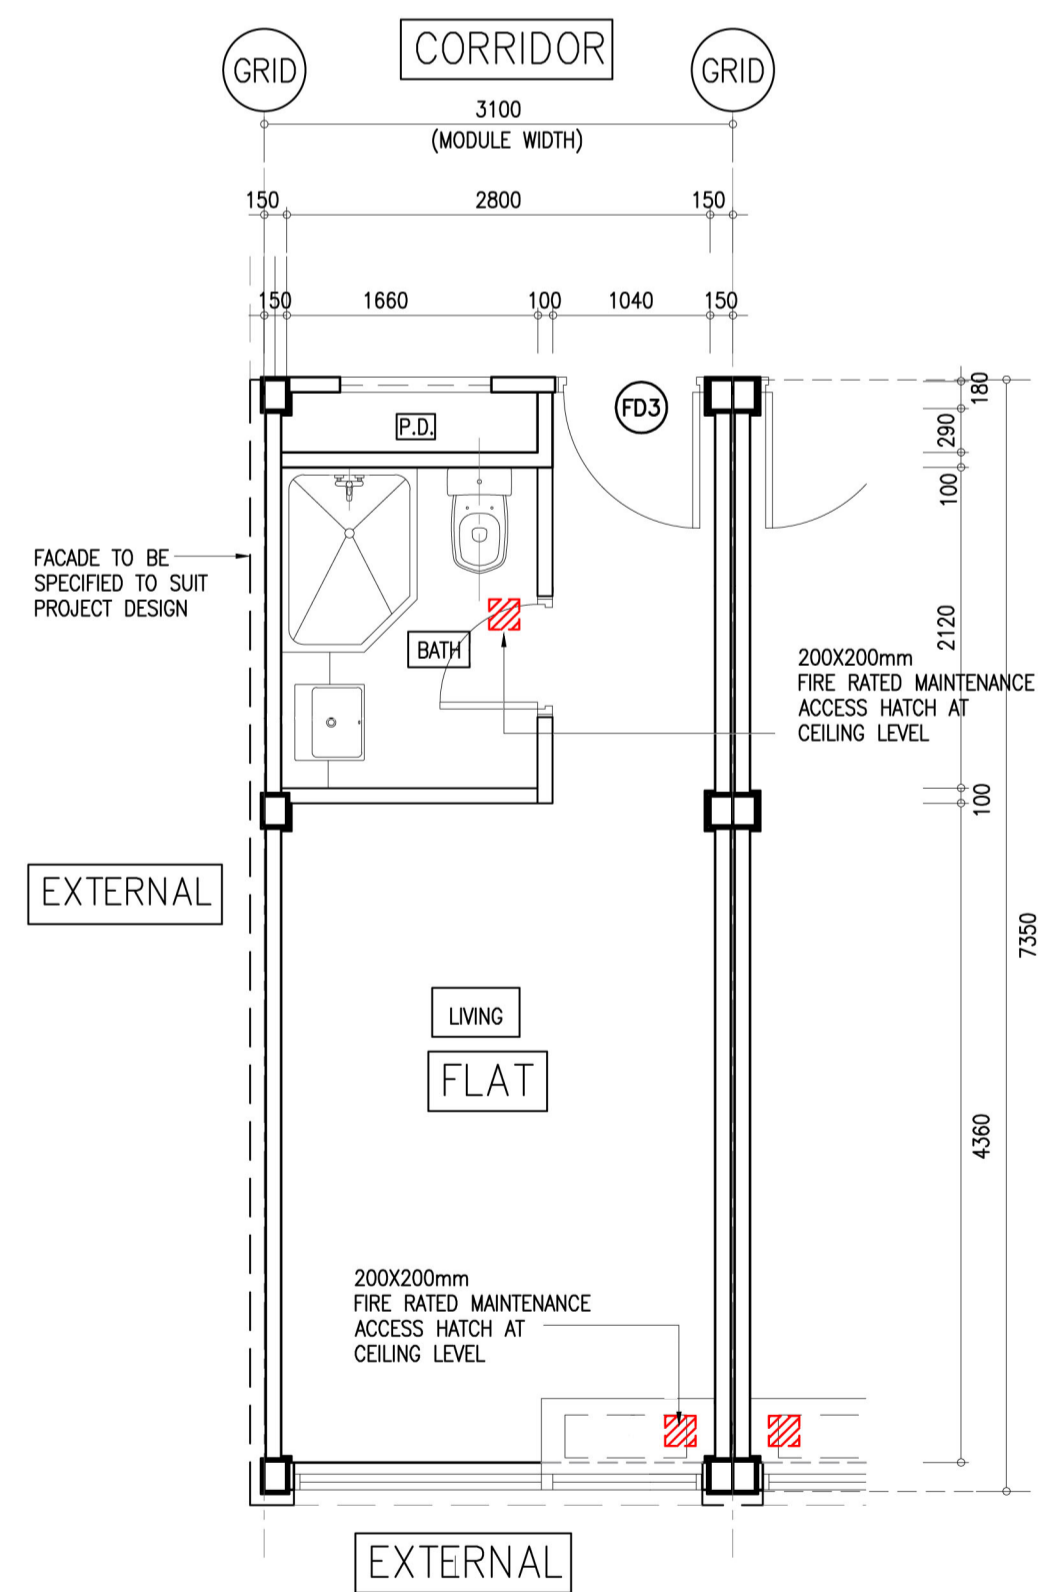 CORRIDOR
GRID
GRID
3100
(MODULE WIDTH)
150
2800
150
150
1660
100
1040
150
180
FD3
P.D.
290
100
FACADE TO BE
SPECIFIED TO SUIT
PROJECT DESIGN
BATH
2120
200X200mm
FIRE RATED MAINTENANCE
ACCESS HATCH AT
CEILING LEVEL
100
EXTERNAL
7350
LIVING
FLAT
4360
200X200mm
FIRE RATED MAINTENANCE
ACCESS HATCH AT
CEILING LEVEL
EXTERNAL